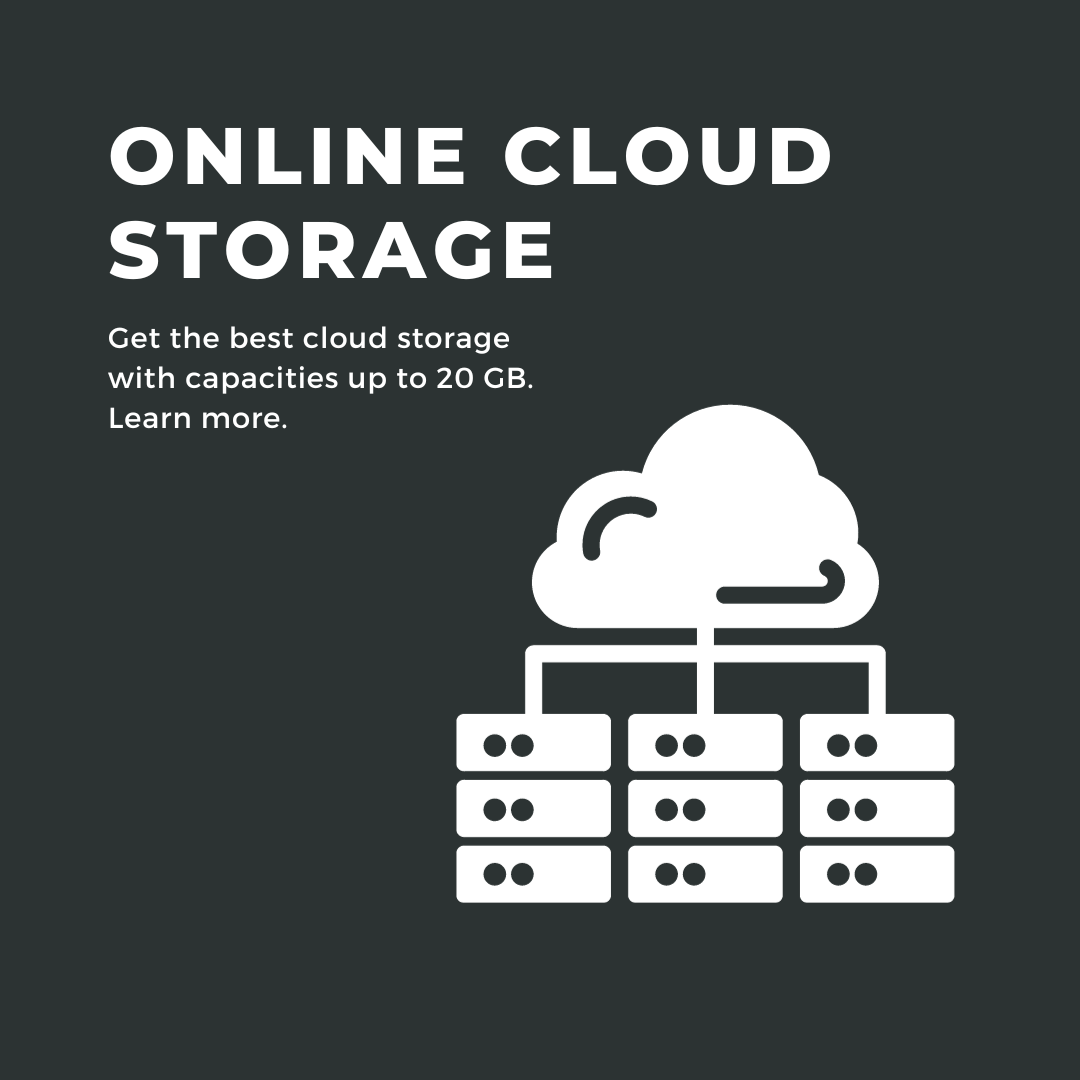 ONLINE CLOUD
STORAGE
Get the best cloud storage
with capacities up to 20 GB.
Learn more.